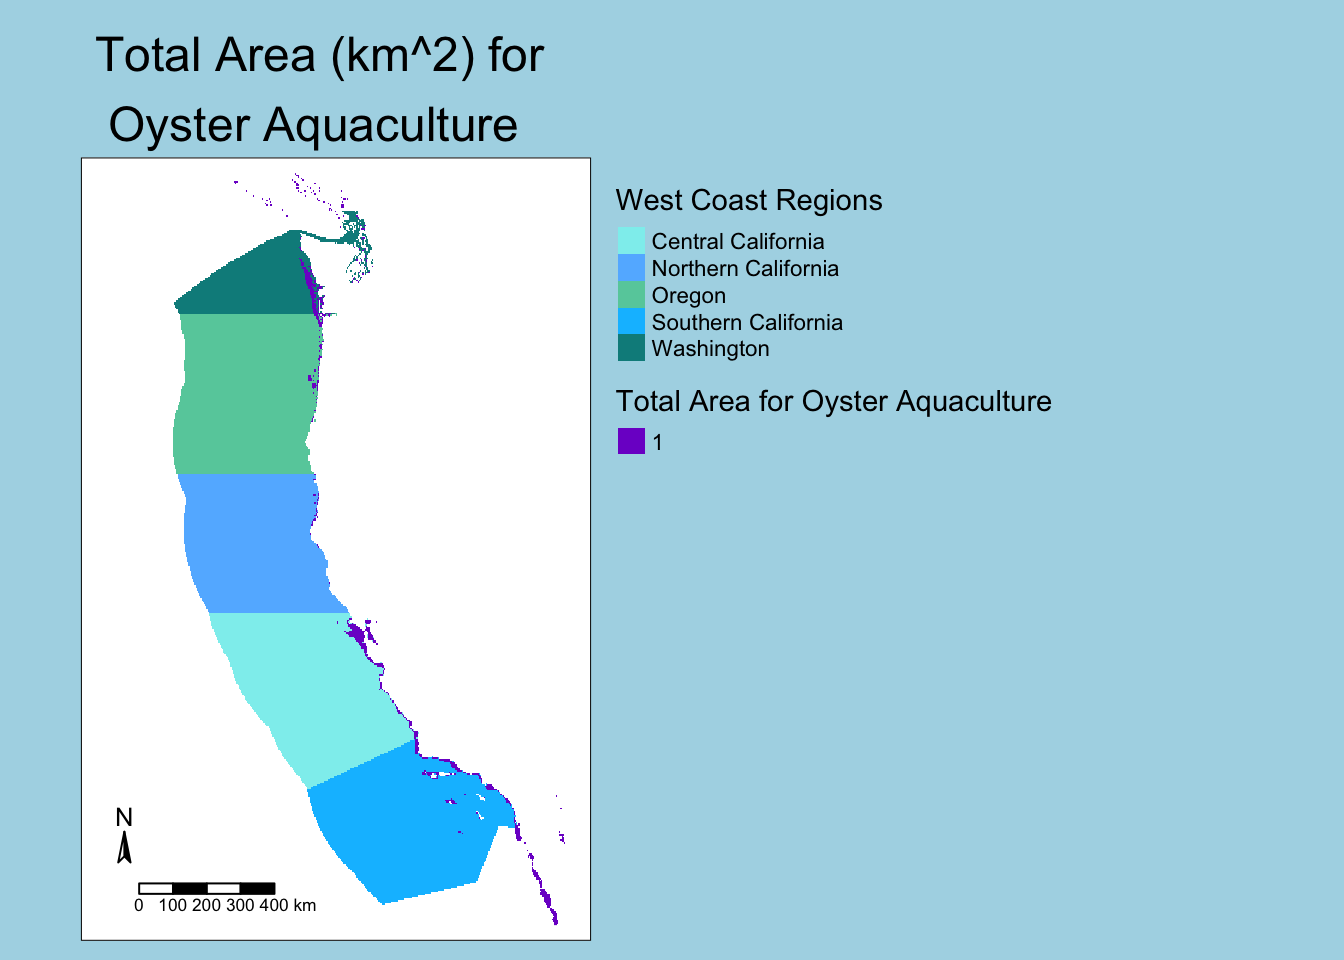 Total Area (km^2) for
Oyster Aquaculture
West Coast Regions
Central California
Northern California
Oregon
Southern California
Washington
Total Area for Oyster Aquaculture
1
N
0 100 200 300 400 km